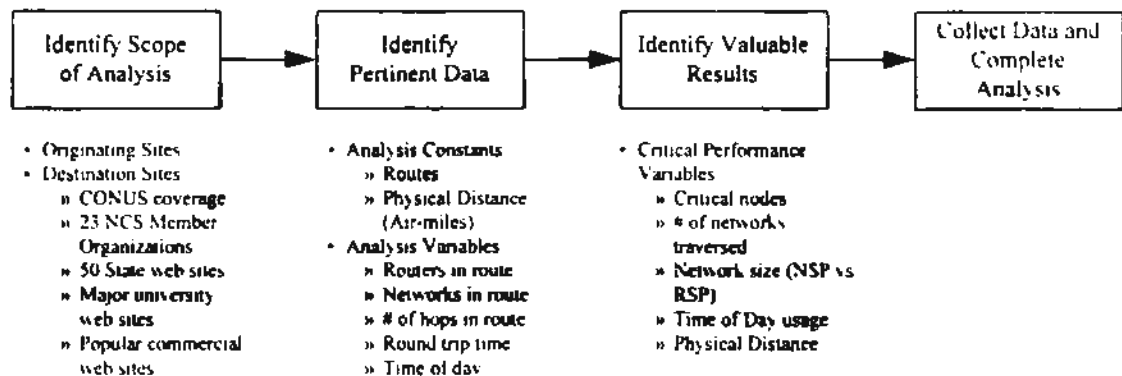 Identify Scope
of Analysis
Identify
Pertinent Data
Identify Valuable
Results
Collect Data and
Complete
Analysis
• Originating Sites
• Destination Sites
» CONUS coverage
» 23 NCS Member
Organizations
» 50 State web sites
» Major university
web sites
» Popular commercial
web sites
• Analysis Constants
» Routes
» Physical Distance
(Air-miles)
• Analysis Variables
» Routers in route
» Networks in route
» # of hops in route
» Round trip time
» Time of day
• Critical Performance
Variables
» Critical nodes
» # of networks
traversed
» Network size (NSP vs
RSP)
» Time of Day usage
» Physical Distance